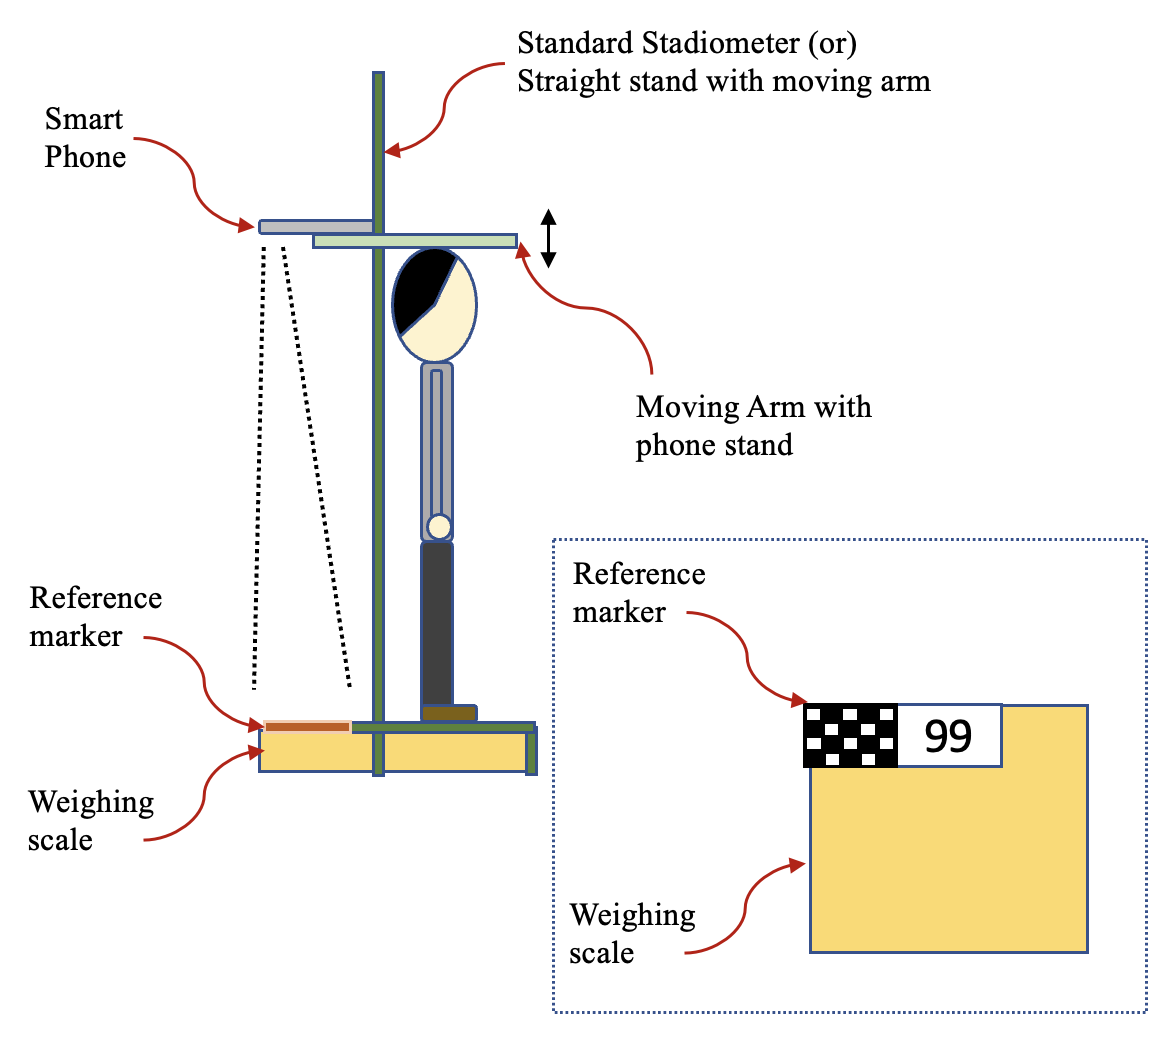 Standard Stadiometer (or)
Straight stand with moving arm
Smart
Phone
Moving Arm with
phone stand
Reference
marker
Weighing
scale
Reference
marker
99
Weighing
scale